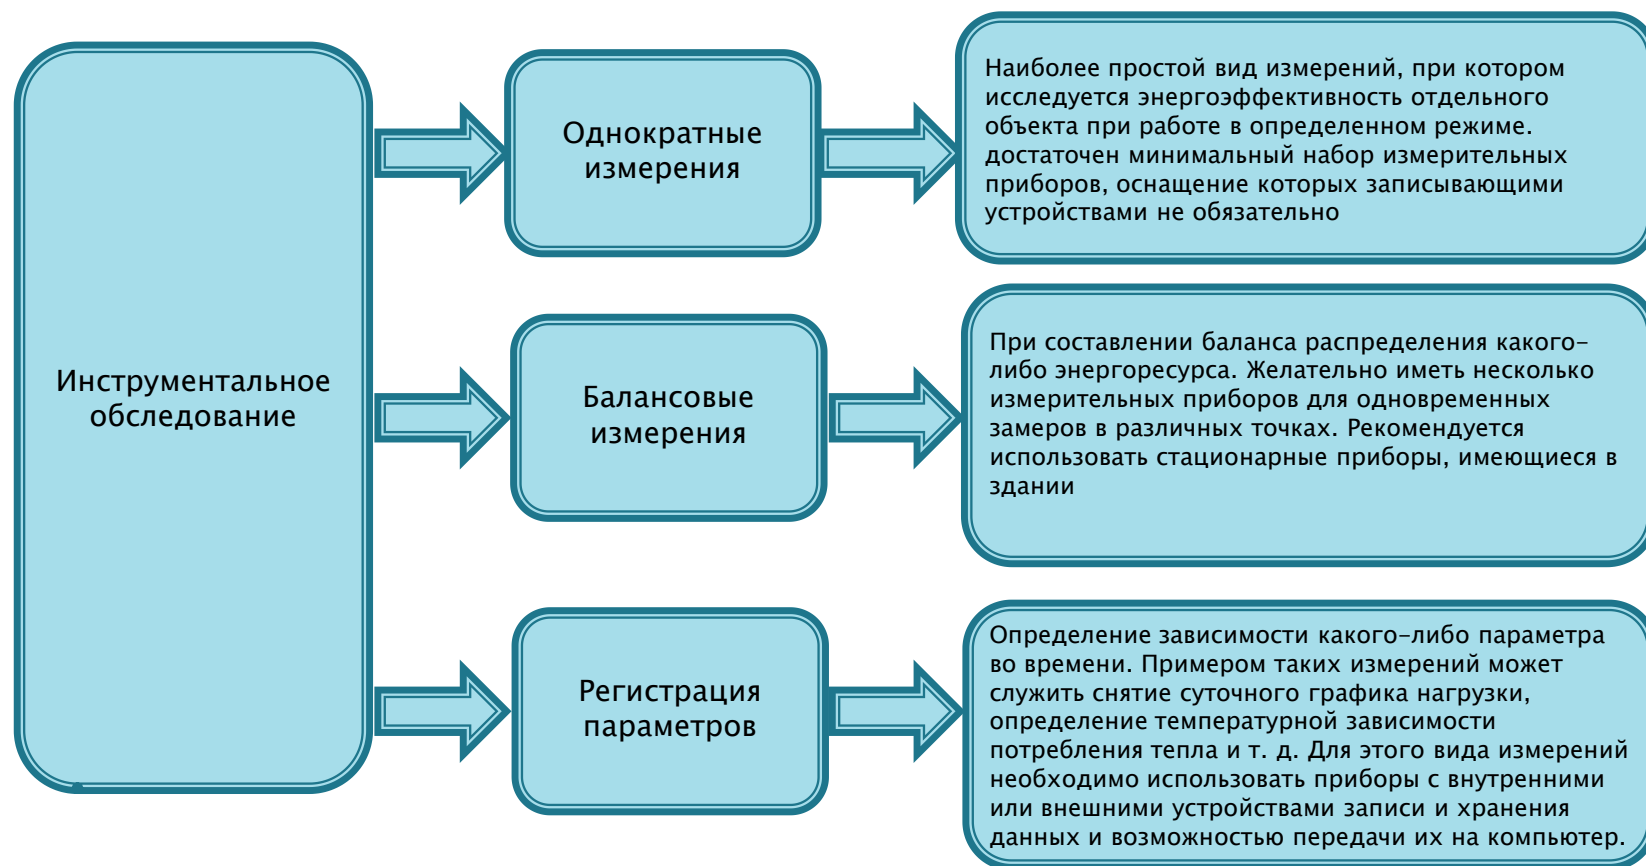 Инструментальное
обследование
Однократные
измерения
Наиболее простой вид измерений, при котором
исследуется энергоэффективность отдельного
объекта при работе в определенном режиме.
достаточен минимальный набор измерительных
приборов, оснащение которых записывающими
устройствами не обязательно
Балансовые
измерения
При составлении баланса распределения какого-
либо энергоресурса. Желательно иметь несколько
измерительных приборов для одновременных
замеров в различных точках. Рекомендуется
использовать стационарные приборы, имеющиеся в
здании
Регистрация
параметров
Определение зависимости какого-либо параметра
во времени. Примером таких измерений может
служить снятие суточного графика нагрузки,
определение температурной зависимости
потребления тепла и т. д. Для этого вида измерений
необходимо использовать приборы с внутренними
или внешними устройствами записи и хранения
данных и возможностью передачи их на компьютер.